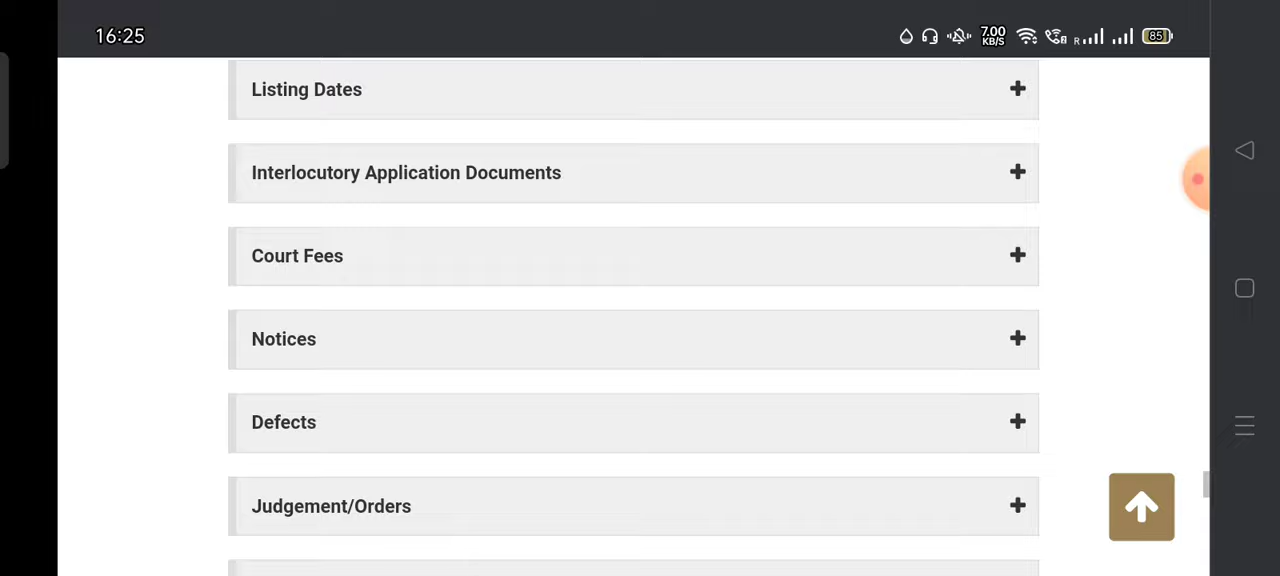 16:25
7.00
KB/S
R
85
Listing Dates
Interlocutory Application Documents
Court Fees
Notices
Defects
Judgement/Orders